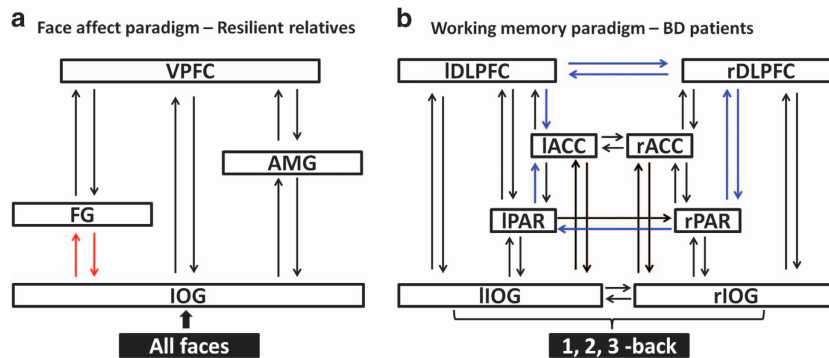 a Face affect paradigm – Resilient relatives
VPFC
AMG
FG
IOG
All faces
b Working memory paradigm – BD patients
lDLPFC rDLPFC
lACC rACC
lPAR rPAR
lIOG rIOG
1, 2, 3 -back